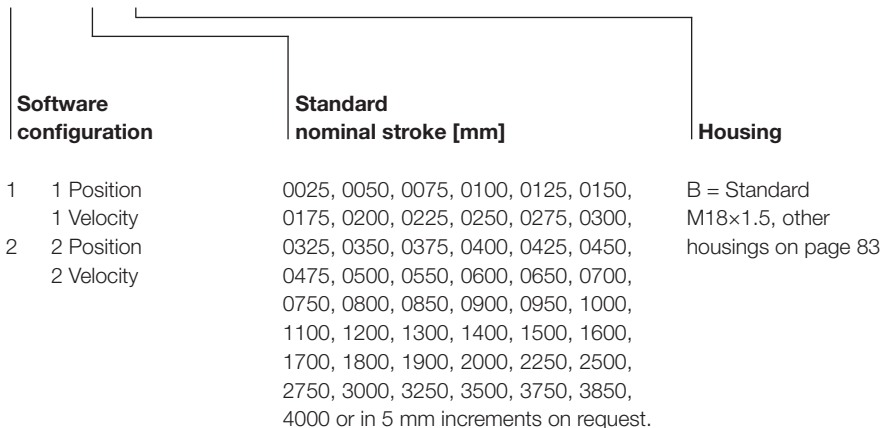 Software
configuration
1 1 Position
1 Velocity
2 2 Position
2 Velocity
Standard
nominal stroke [mm]
0025, 0050, 0075, 0100, 0125, 0150,
0175, 0200, 0225, 0250, 0275, 0300,
0325, 0350, 0375, 0400, 0425, 0450,
0475, 0500, 0550, 0600, 0650, 0700,
0750, 0800, 0850, 0900, 0950, 1000,
1100, 1200, 1300, 1400, 1500, 1600,
1700, 1800, 1900, 2000, 2250, 2500,
2750, 3000, 3250, 3500, 3750, 3850,
4000 or in 5 mm increments on request.
Housing
B = Standard
M18×1.5, other
housings on page 83